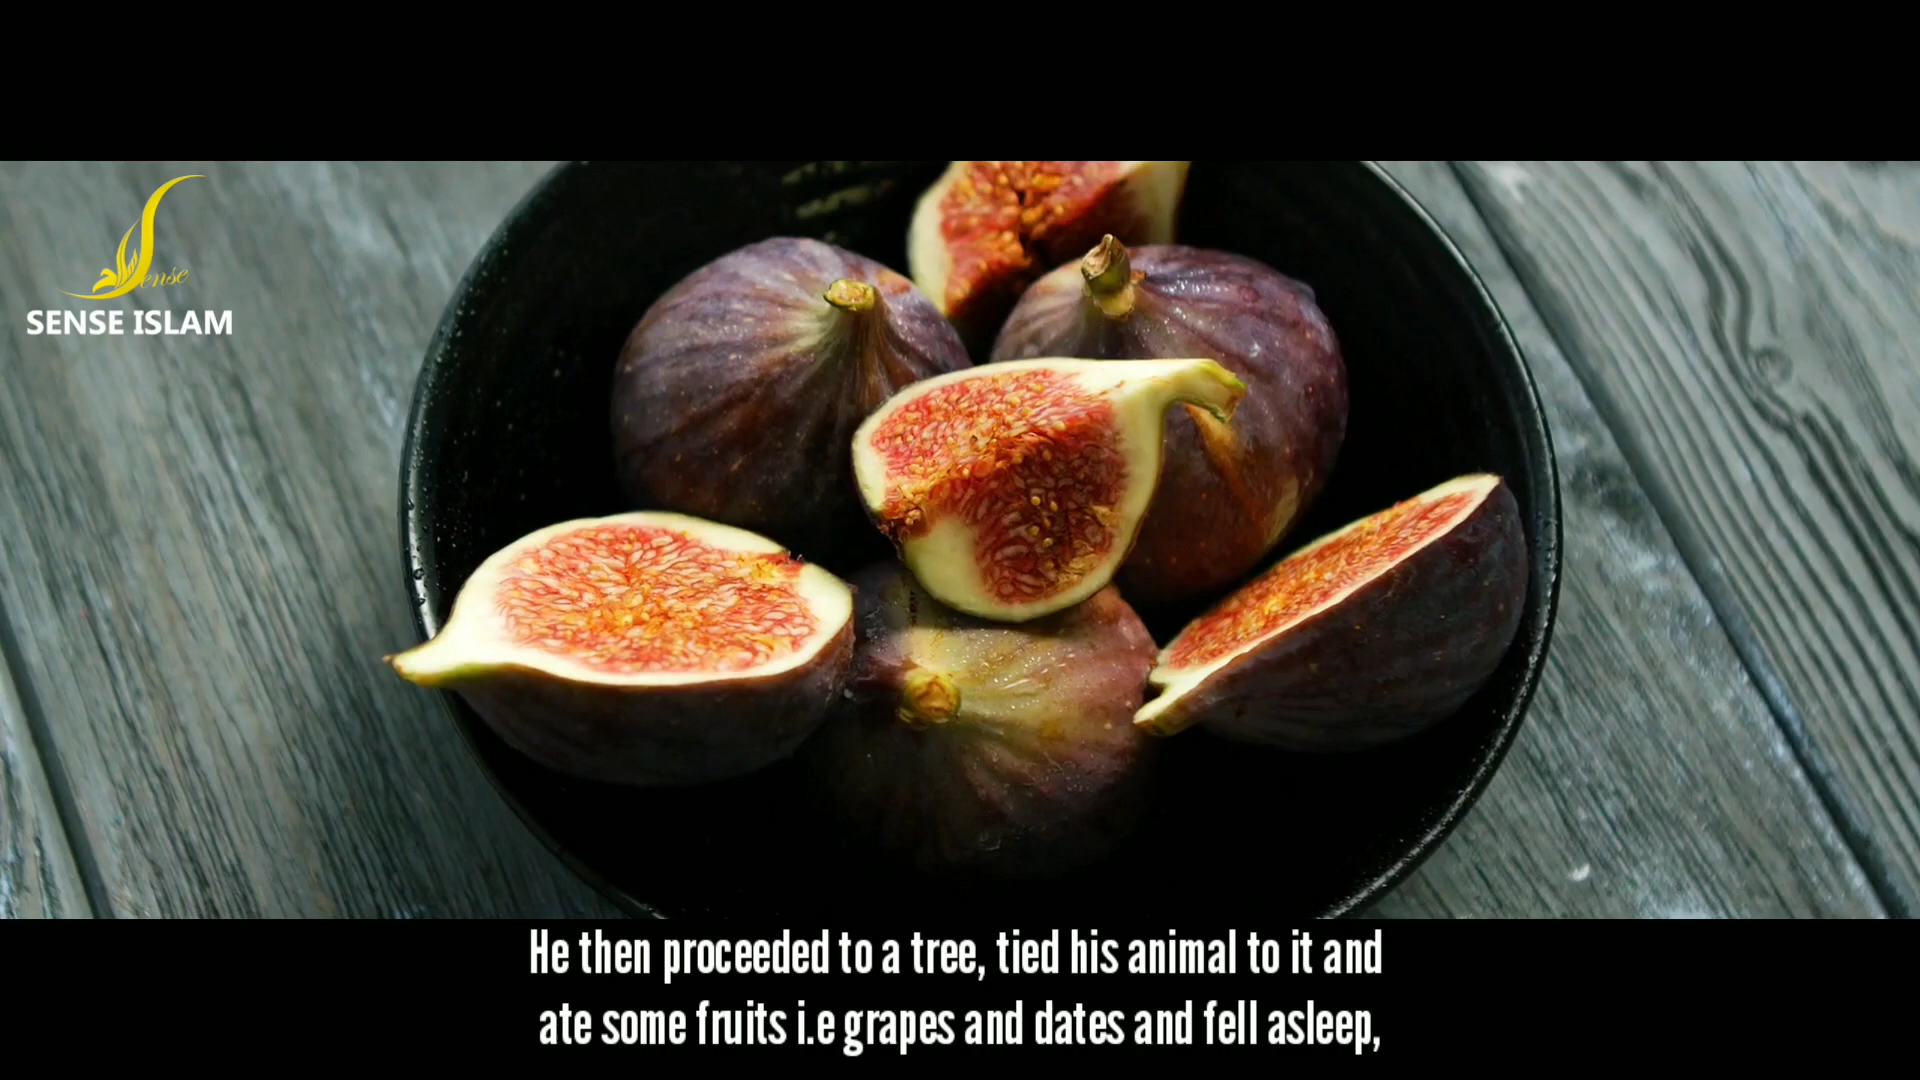 ense
SENSE ISLAM
He then proceeded to a tree, tied his animal to it and
ate some fruits i.e grapes and dates and fell asleep,